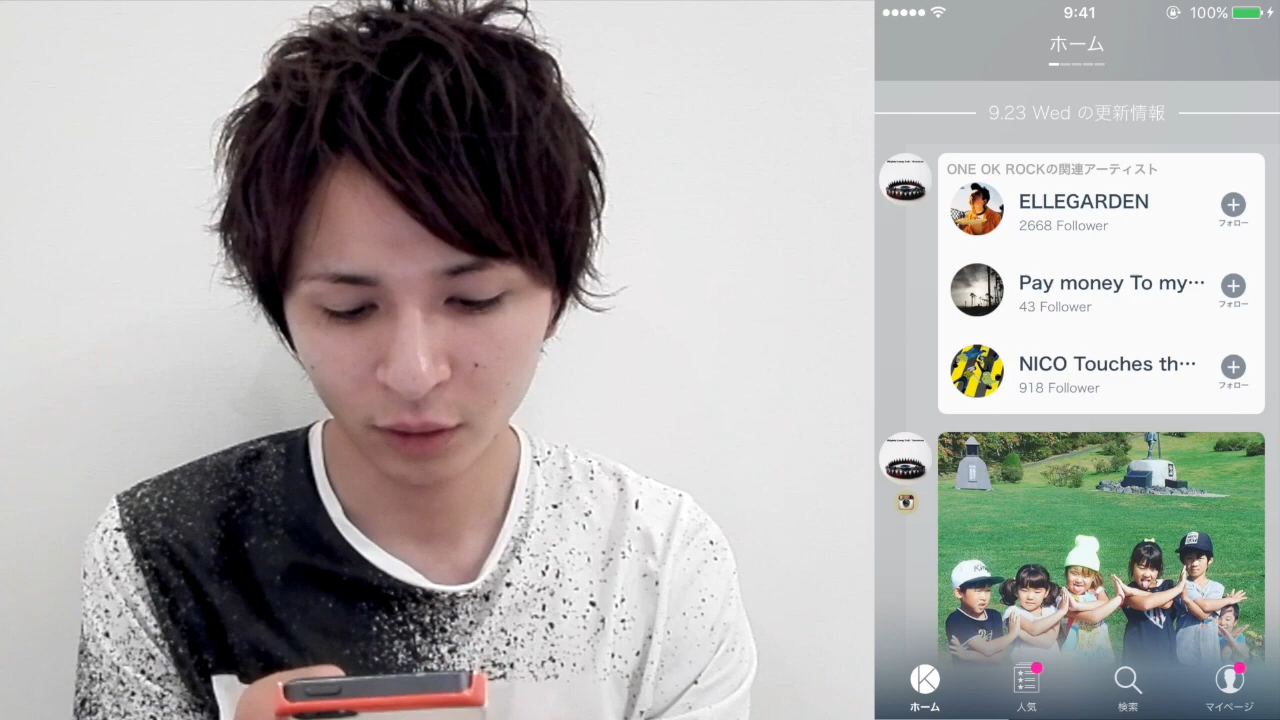 9:41
100%
ホーム
9.23 Wed の更新情報
ONE OK ROCKの関連アーティスト
ELLEGARDEN
2668 Follower
フォロー
Pay money To my…
43 Follower
フォロー
NICO Touches th…
918 Follower
フォロー
ホーム
人気
検索
マイページ